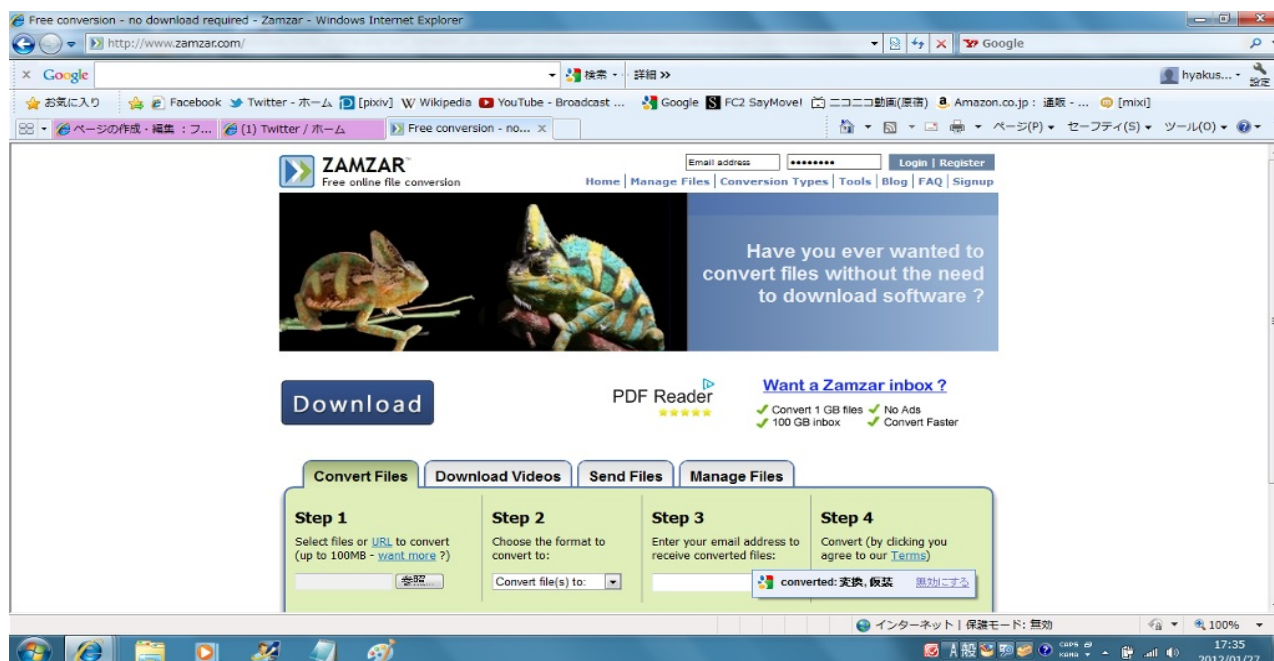 Free conversion - no download required - Zamzar - Windows Internet Explorer
http://www.zamzar.com/
Google
x Google
検索
詳細 »
hyakus...
設定
お気に入り Facebook Twitter - ホーム [pixiv] Wikipedia YouTube - Broadcast ... Google FC2 SayMove! ニコニコ動画(原宿) Amazon.co.jp : 通販 - ... [mixi]
ページの作成・編集 : フ... (1) Twitter / ホーム Free conversion - no... x
ページ(P) セーフティ(S) ツール(O)
ZAMZAR™
Free online file conversion
Email address
••••••••
Login | Register
Home | Manage Files | Conversion Types | Tools | Blog | FAQ | Signup
Have you ever wanted to
convert files without the need
to download software ?
Download
PDF Reader
Want a Zamzar inbox ?
Convert 1 GB files No Ads
100 GB inbox Convert Faster
Convert Files Download Videos Send Files Manage Files
Step 1
Select files or URL to convert
(up to 100MB - want more ?)
参照...
Step 2
Choose the format to
convert to:
Convert file(s) to:
Step 3
Enter your email address to
receive converted files:
Step 4
Convert (by clicking you
agree to our Terms)
converted: 変換, 仮装 無効にする
インターネット | 保護モード: 無効
100%
A 般
CAPS
KANA
17:35
2012/01/27